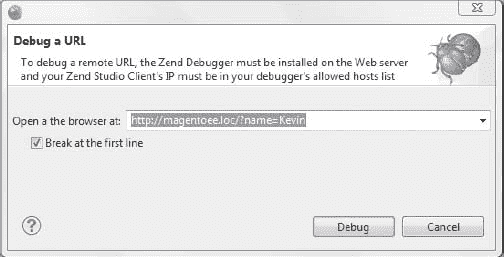 Debug a URL
To debug a remote URL, the Zend Debugger must be installed on the Web server
and your Zend Studio Client's IP must be in your debugger's allowed hosts list
Open a the browser at: http://magentoee.loc/?name=Kevin
Break at the first line
?
Debug Cancel